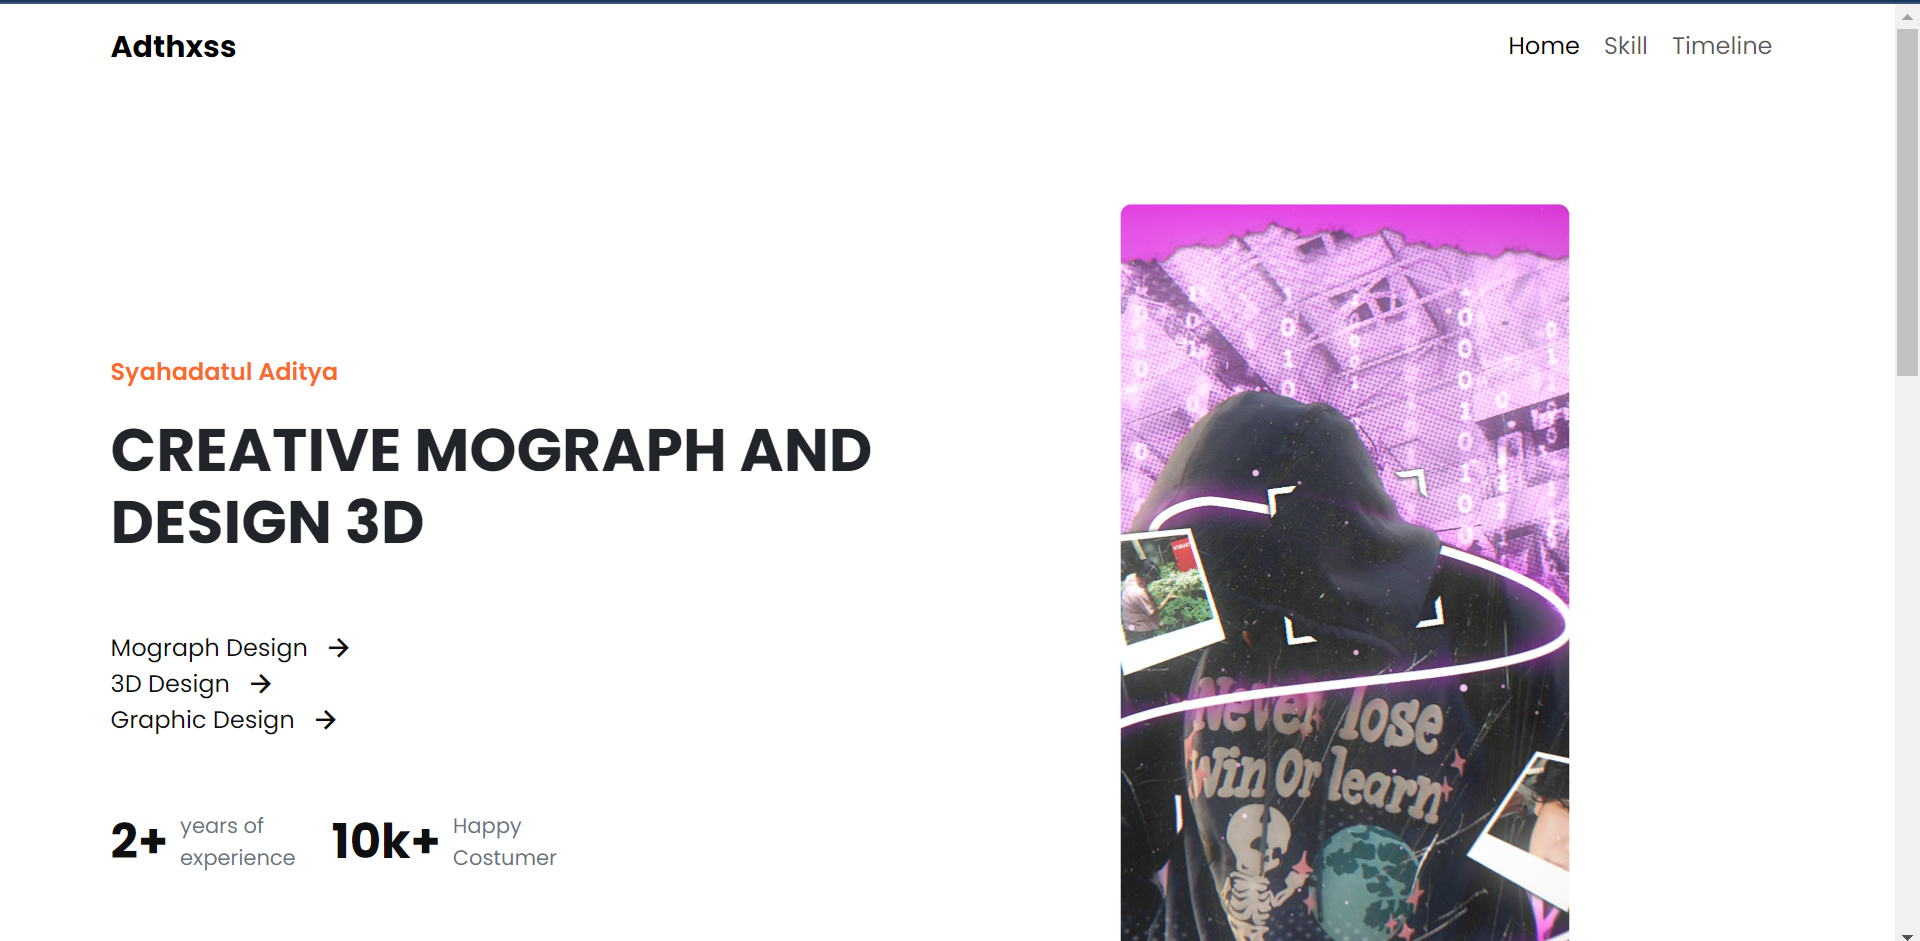 Adthxss
Home Skill Timeline
Syahadatul Aditya
CREATIVE MOGRAPH AND
DESIGN 3D
Mograph Design →
3D Design →
Graphic Design →
2+ years of
experience
10k+ Happy
Costumer
Never lose
Win Or learn